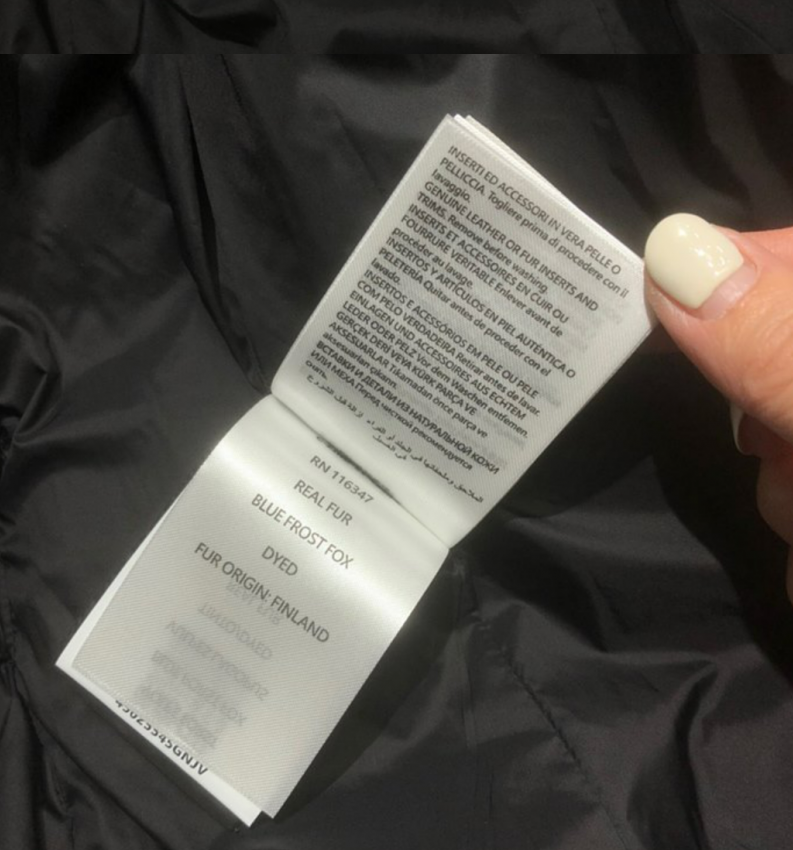 INSERTI ED ACCESSORI IN VERA PELLE O
PELLICCIA. Togliere prima di procedere con il
lavaggio.
GENUINE LEATHER OR FUR INSERTS AND
TRIMS. Remove before washing
INSERTS ET ACCESSOIRES EN CUIR OU
FOURRURE VERITABLE Enlever avant de
procéder au lavage.
INSERTOS Y ARTÍCULOS EN PIEL AUTÉNTICA O
PELETERÍA Quitar antes de proceder con el
lavado.
INSERTOS E ACESSÓRIOS EM PELE OU PELE
COM PELO VERDADEIRA Retirar antes de lavar.
EINLAGEN UND ACCESSOIRES AUS ECHTEM
LEDER ODER PELZ Vor dem Waschen entfernen.
GERÇEK DERİ VEYA KÜRK PARÇA VE
AKSESUARLAR Tıkamadan önce parça ve
aksesuarları çıkarın.
ВСТАВКИ И ДЕТАЛИ ИЗ НАТУРАЛЬНОЙ КОЖИ
ИЛИ МЕХА Перед чисткой рекомендуется
RN 116347
REAL FUR
BLUE FROST FOX
DYED
FUR ORIGIN: FINLAND